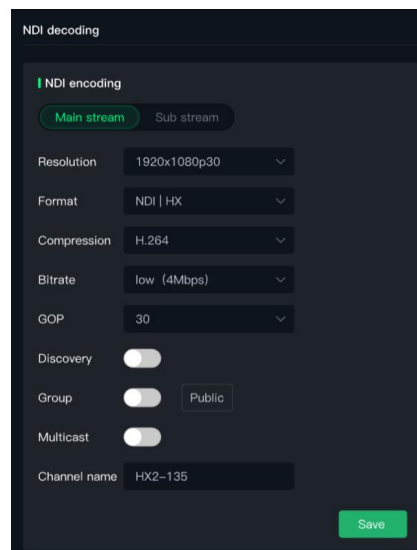 NDI decoding
NDI encoding
Main stream Sub stream
Resolution 1920x1080p30
Format NDI | HX
Compression H.264
Bitrate low (4Mbps)
GOP 30
Discovery
Group Public
Multicast
Channel name HX2-135
Save